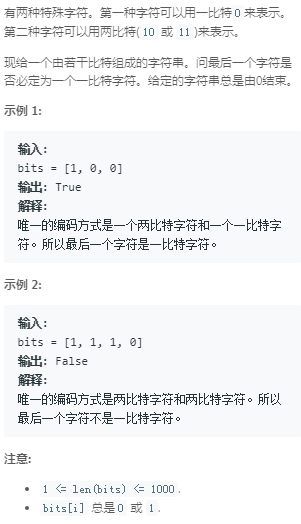 有两种特殊字符。第一种字符可以用一比特0 来表示。
第二种字符可以用两比特( 10 或 11 )来表示。
现给一个由若干比特组成的字符串。问最后一个字符是
否必定为一个一比特字符。给定的字符串总是由0结束。
示例 1:
输入:
bits = [1, 0, 0]
输出: True
解释:
唯一的编码方式是一个两比特字符和一个一比特字
符。所以最后一个字符是一比特字符。
示例 2:
输入:
bits = [1, 1, 1, 0]
输出: False
解释:
唯一的编码方式是两比特字符和两比特字符。所以
最后一个字符不是一比特字符。
注意:
• 1 <= len(bits) <= 1000 .
• bits[i] 总是0 或 1 .